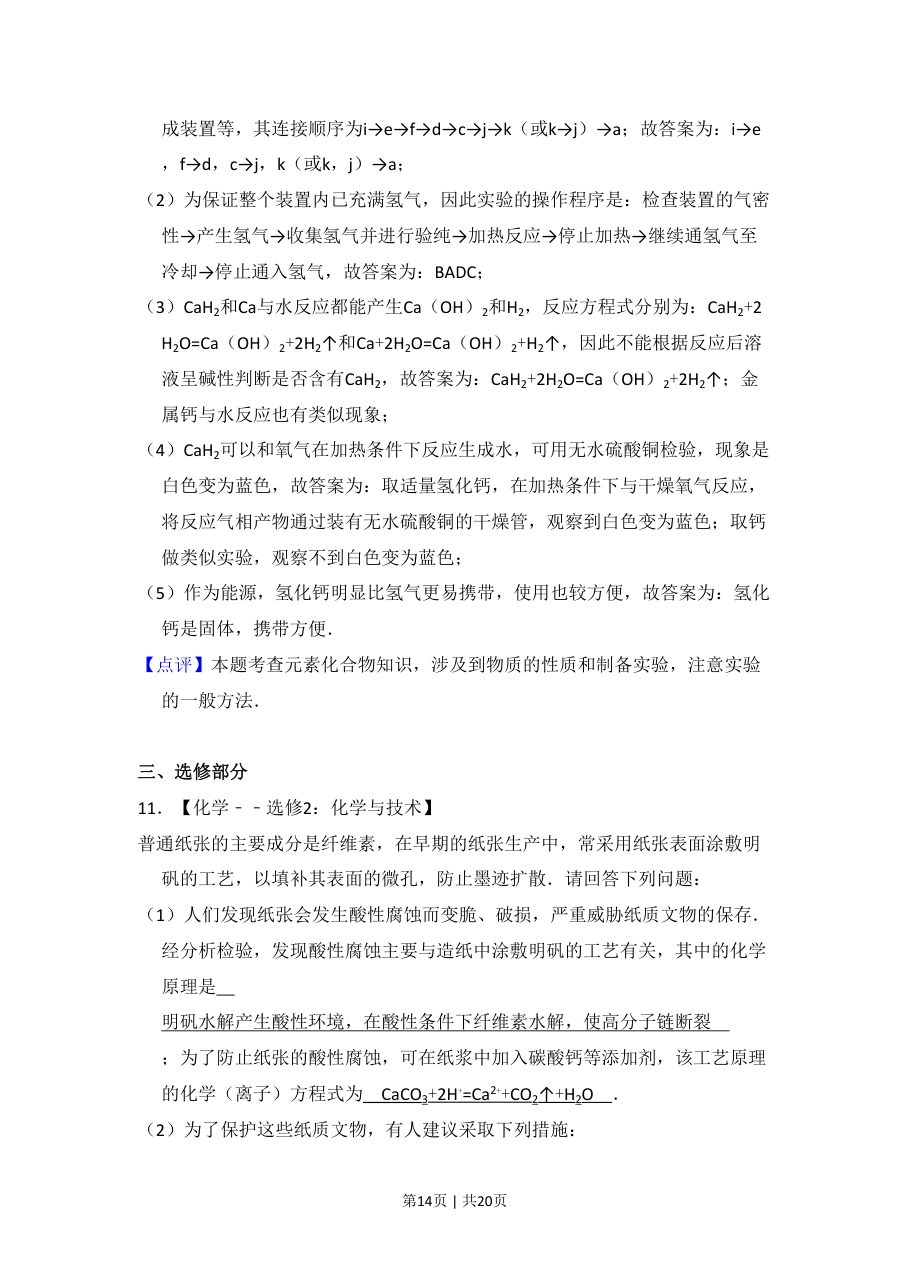 成装置等，其连接顺序为i→e→f→d→c→j→k（或k→j）→a；故答案为：i→e
，f→d，c→j，k（或k，j）→a；
（2）为保证整个装置内已充满氢气，因此实验的操作程序是：检查装置的气密
性→产生氢气→收集氢气并进行验纯→加热反应→停止加热→继续通氢气至
冷却→停止通入氢气，故答案为：BADC；
（3）CaH₂和Ca与水反应都能产生Ca（OH）₂和H₂，反应方程式分别为：CaH₂+2
H₂O=Ca（OH）₂+2H₂↑和Ca+2H₂O=Ca（OH）₂+H₂↑，因此不能根据反应后溶
液呈碱性判断是否含有CaH₂，故答案为：CaH₂+2H₂O=Ca（OH）₂+2H₂↑；金
属钙与水反应也有类似现象；
（4）CaH₂可以和氧气在加热条件下反应生成水，可用无水硫酸铜检验，现象是
白色变为蓝色，故答案为：取适量氢化钙，在加热条件下与干燥氧气反应，
将反应气相产物通过装有无水硫酸铜的干燥管，观察到白色变为蓝色；取钙
做类似实验，观察不到白色变为蓝色；
（5）作为能源，氢化钙明显比氢气更易携带，使用也较方便，故答案为：氢化
钙是固体，携带方便．
【点评】本题考查元素化合物知识，涉及到物质的性质和制备实验，注意实验
的一般方法．
三、选修部分
11．【化学﹣﹣选修2：化学与技术】
普通纸张的主要成分是纤维素，在早期的纸张生产中，常采用纸张表面涂敷明
矾的工艺，以填补其表面的微孔，防止墨迹扩散．请回答下列问题：
（1）人们发现纸张会发生酸性腐蚀而变脆、破损，严重威胁纸质文物的保存．
经分析检验，发现酸性腐蚀主要与造纸中涂敷明矾的工艺有关，其中的化学
原理是__
明矾水解产生酸性环境，在酸性条件下纤维素水解，使高分子链断裂
；为了防止纸张的酸性腐蚀，可在纸浆中加入碳酸钙等添加剂，该工艺原理
的化学（离子）方程式为　CaCO₃+2H⁺=Ca²⁺+CO₂↑+H₂O　．
（2）为了保护这些纸质文物，有人建议采取下列措施：
第14页 | 共20页